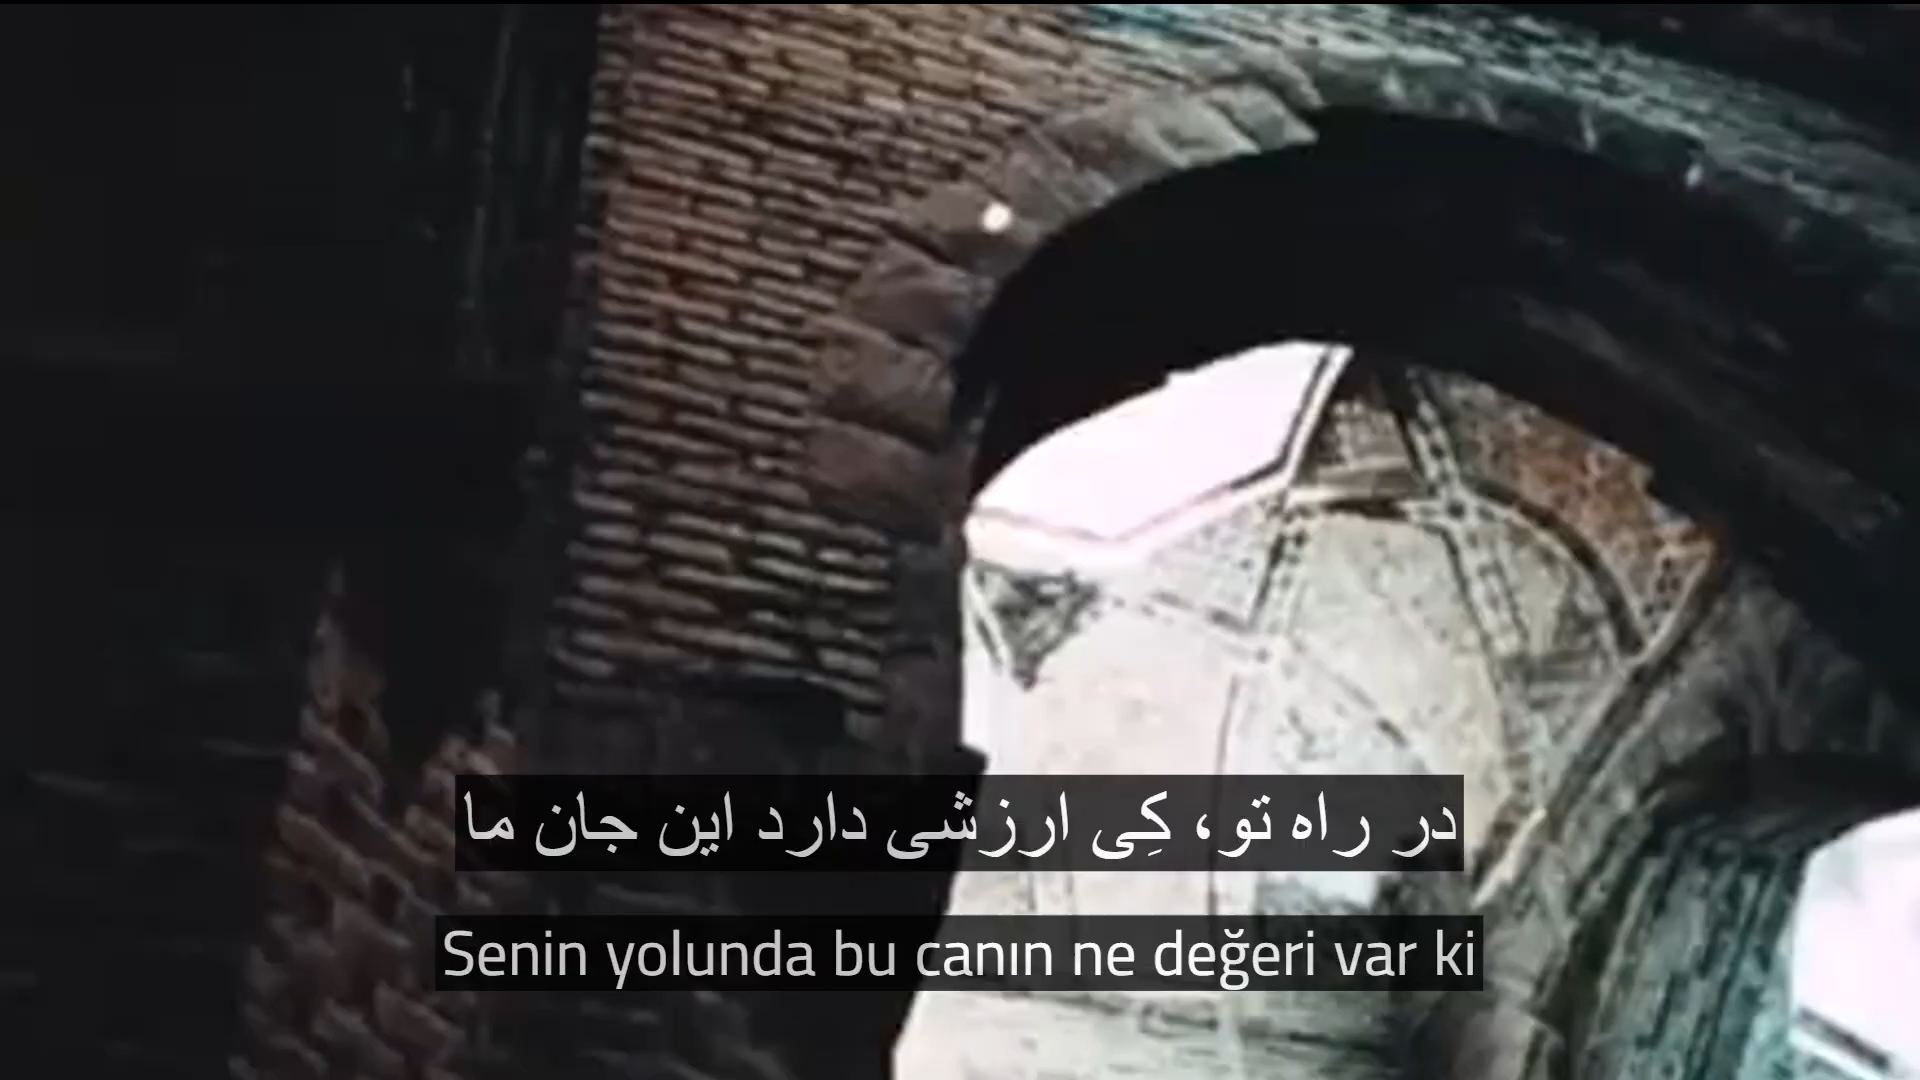 در راه تو، کِی ارزشی دارد این جان ما
Senin yolunda bu canın ne değeri var ki